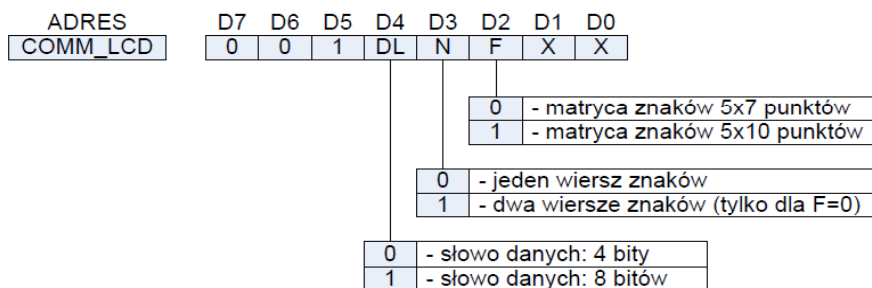 ADRES D7 D6 D5 D4 D3 D2 D1 D0
COMM_LCD 0 0 1 DL N F X X
0 - matryca znaków 5x7 punktów
1 - matryca znaków 5x10 punktów
0 - jeden wiersz znaków
1 - dwa wiersze znaków (tylko dla F=0)
0 - słowo danych: 4 bity
1 - słowo danych: 8 bitów